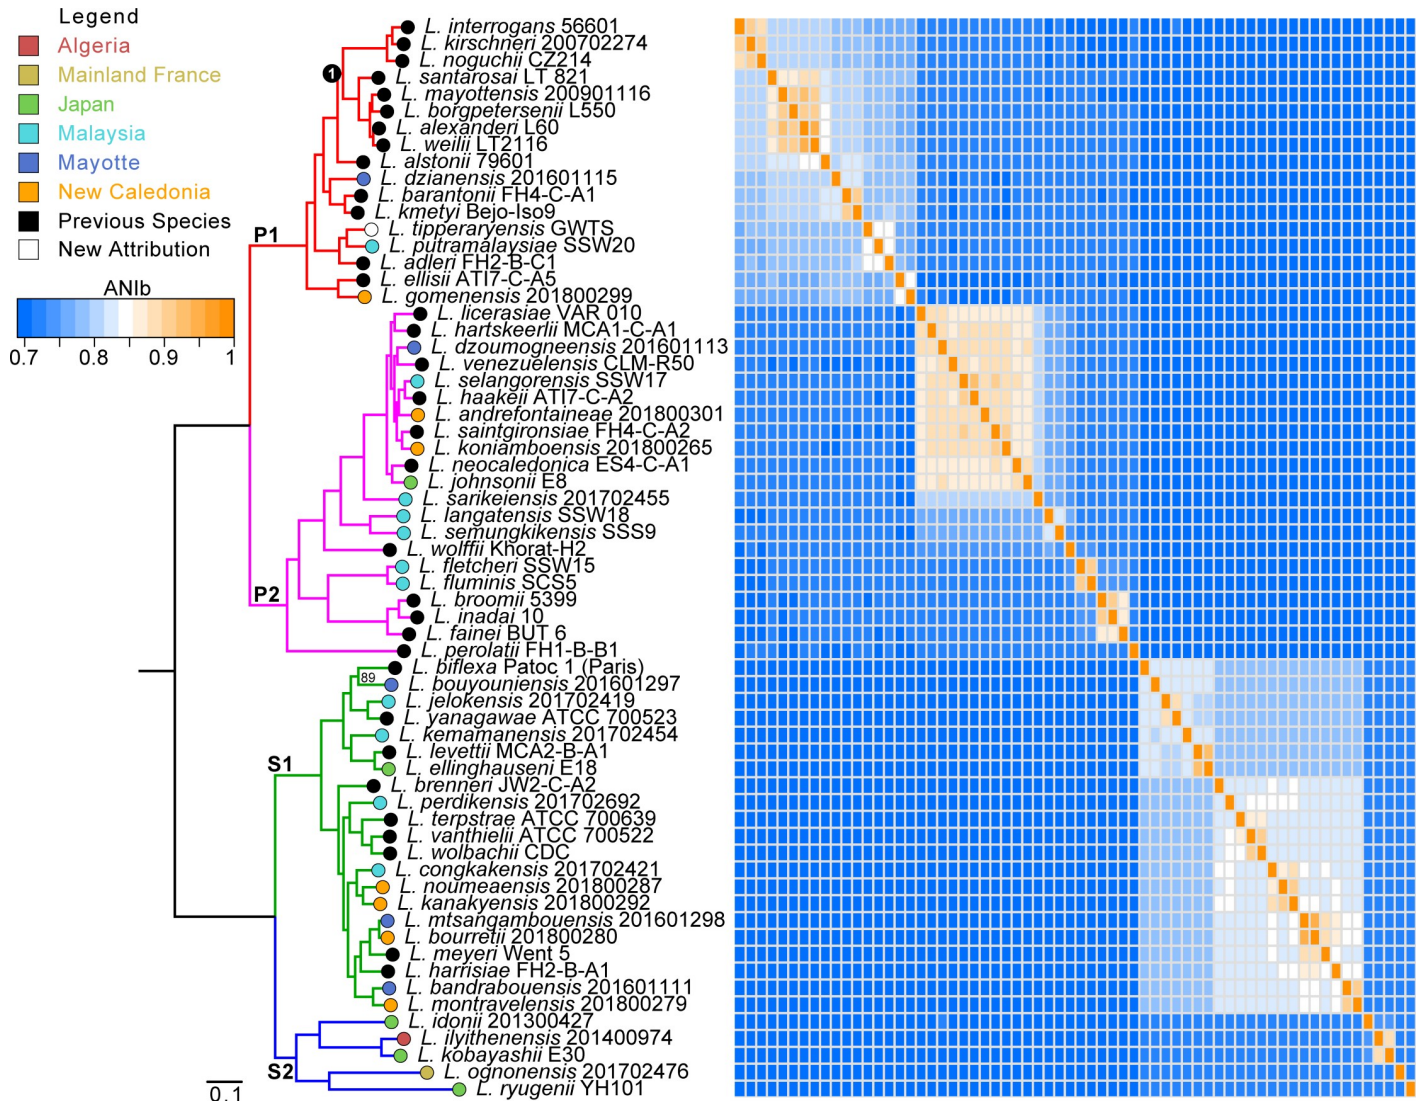 Legend
Algeria
Mainland France
Japan
Malaysia
Mayotte
New Caledonia
Previous Species
New Attribution
ANIb
0.7 0.8 0.9 1
1
P1
P2
S1
S2
89
0.1
L. interrogans 56601
L. kirschneri 200702274
L. noguchii CZ214
L. santarosai LT 821
L. mayottensis 200901116
L. borgpetersenii L550
L. alexanderi L60
L. weilii LT2116
L. alstonii 79601
L. dzianensis 201601115
L. barantonii FH4-C-A1
L. kmetyi Bejo-Iso9
L. tipperaryensis GWTS
L. putramalaysiae SSW20
L. adleri FH2-B-C1
L. ellisii ATI7-C-A5
L. gomenensis 201800299
L. licerasiae VAR 010
L. hartskeerlii MCA1-C-A1
L. dzoumogneensis 201601113
L. venezuelensis CLM-R50
L. selangorensis SSW17
L. haakeii ATI7-C-A2
L. andrefontaineae 201800301
L. saintgironsiae FH4-C-A2
L. koniamboensis 201800265
L. neocaledonica ES4-C-A1
L. johnsonii E8
L. sarikeiensis 201702455
L. langatensis SSW18
L. semungkikensis SSS9
L. wolffii Khorat-H2
L. fletcheri SSW15
L. fluminis SCS5
L. broomii 5399
L. inadai 10
L. fainei BUT 6
L. perolatii FH1-B-B1
L. biflexa Patoc 1 (Paris)
L. bouyouniensis 201601297
L. jelokensis 201702419
L. yanagawae ATCC 700523
L. kemamanensis 201702454
L. levettii MCA2-B-A1
L. ellinghauseni E18
L. brenneri JW2-C-A2
L. perdikensis 201702692
L. terpstrae ATCC 700639
L. vanthielii ATCC 700522
L. wolbachii CDC
L. congkakensis 201702421
L. noumeaensis 201800287
L. kanakyensis 201800292
L. mtsangambouensis 201601298
L. bourretii 201800280
L. meyeri Went 5
L. harrisiae FH2-B-A1
L. bandrabouensis 201601111
L. montravelensis 201800279
L. idonii 201300427
L. ilyithenensis 201400974
L. kobayashii E30
L. ognonensis 201702476
L. ryugenii YH101